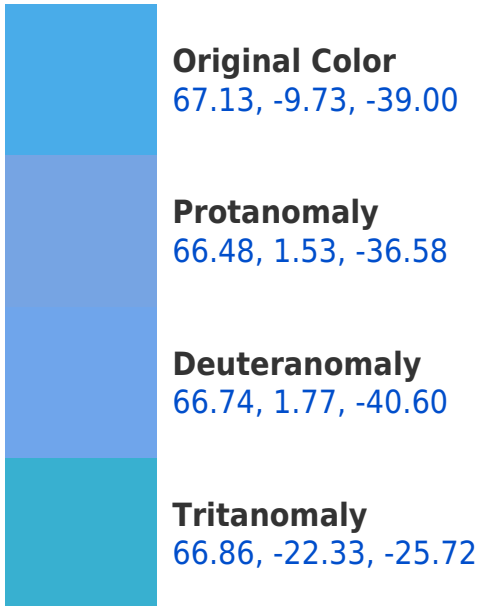 Original Color
67.13, -9.73, -39.00
Protanomaly
66.48, 1.53, -36.58
Deuteranomaly
66.74, 1.77, -40.60
Tritanomaly
66.86, -22.33, -25.72